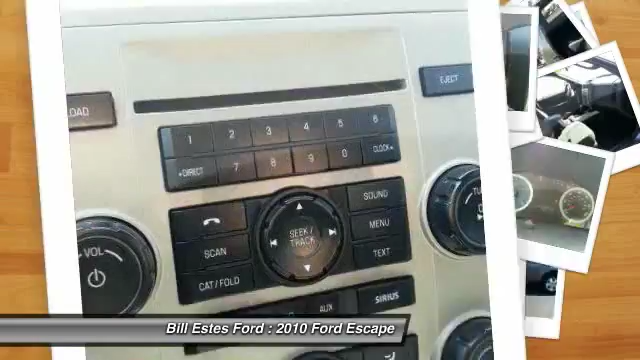 OAD
EJECT
1 2 3 4 5 6
DIRECT 7 8 9 0 CLOCK
SOUND
SEEK/
TRACK
MENU
SCAN
TEXT
CAT/FOLD
VOL
AUX
SIRIUS
Bill Estes Ford : 2010 Ford Escape